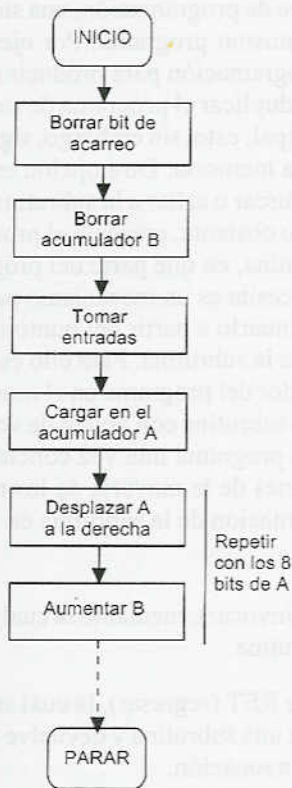 INICIO
Borrar bit de
acarreo
Borrar
acumulador B
Tomar
entradas
Cargar en el
acumulador A
Desplazar A
a la derecha
Repetir
con los 8
bits de A
Aumentar B
PARAR